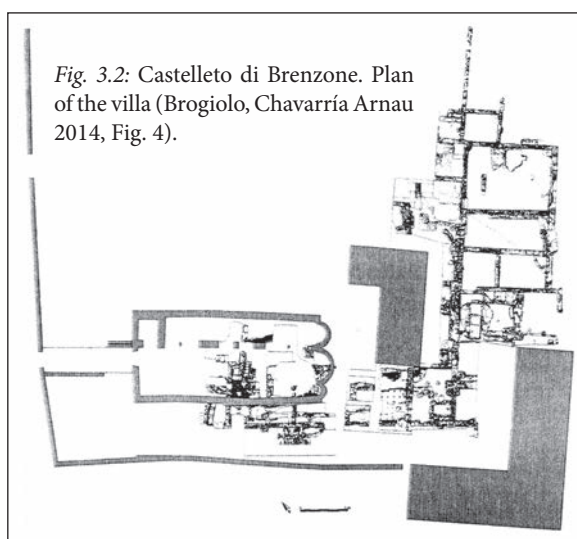 Fig. 3.2: Castelleto di Brenzone. Plan
of the villa (Brogiolo, Chavarría Arnau
2014, Fig. 4).